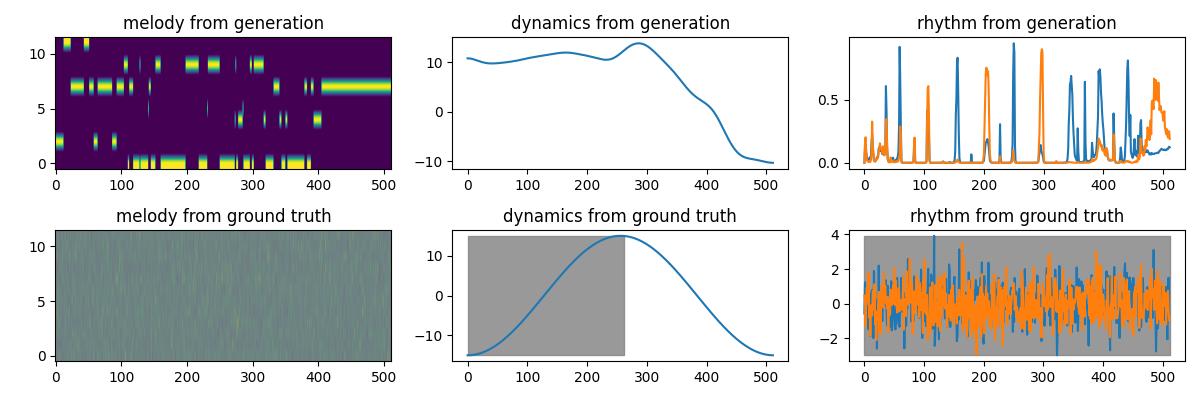 melody from generation
dynamics from generation
rhythm from generation
10
5
0
0 100 200 300 400 500
10
0
−10
0 100 200 300 400 500
0.5
0.0
0 100 200 300 400 500
melody from ground truth
dynamics from ground truth
rhythm from ground truth
10
5
0
0 100 200 300 400 500
10
0
−10
0 100 200 300 400 500
4
2
0
−2
0 100 200 300 400 500